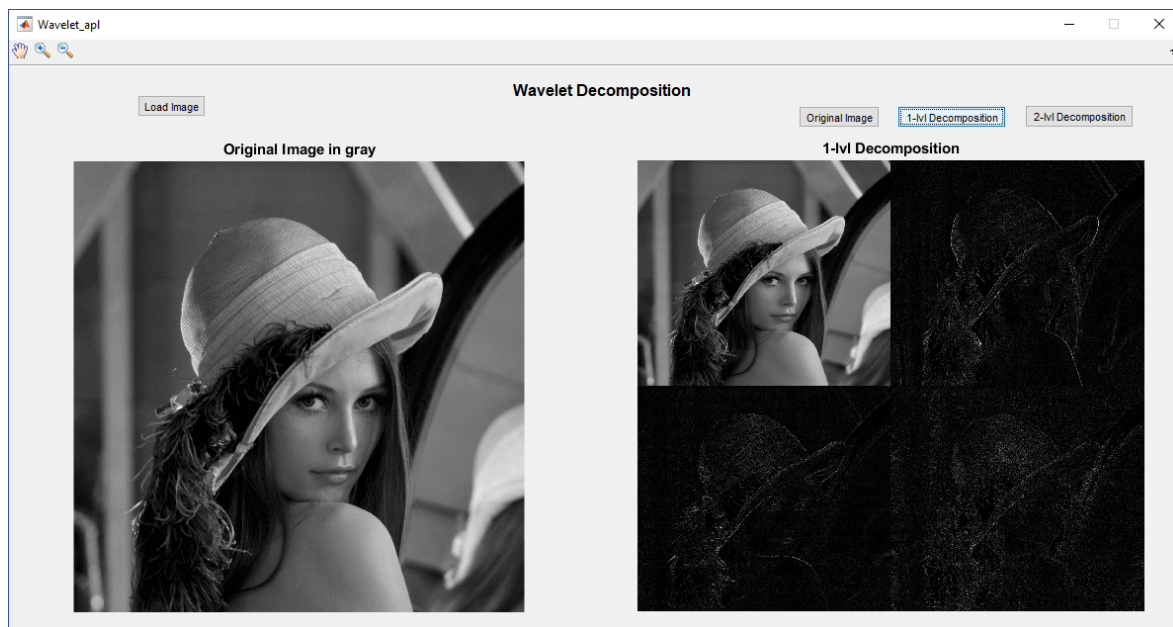 Wavelet_apl
Wavelet Decomposition
Load Image
Original Image
1-lvl Decomposition
2-lvl Decomposition
Original Image in gray
1-lvl Decomposition